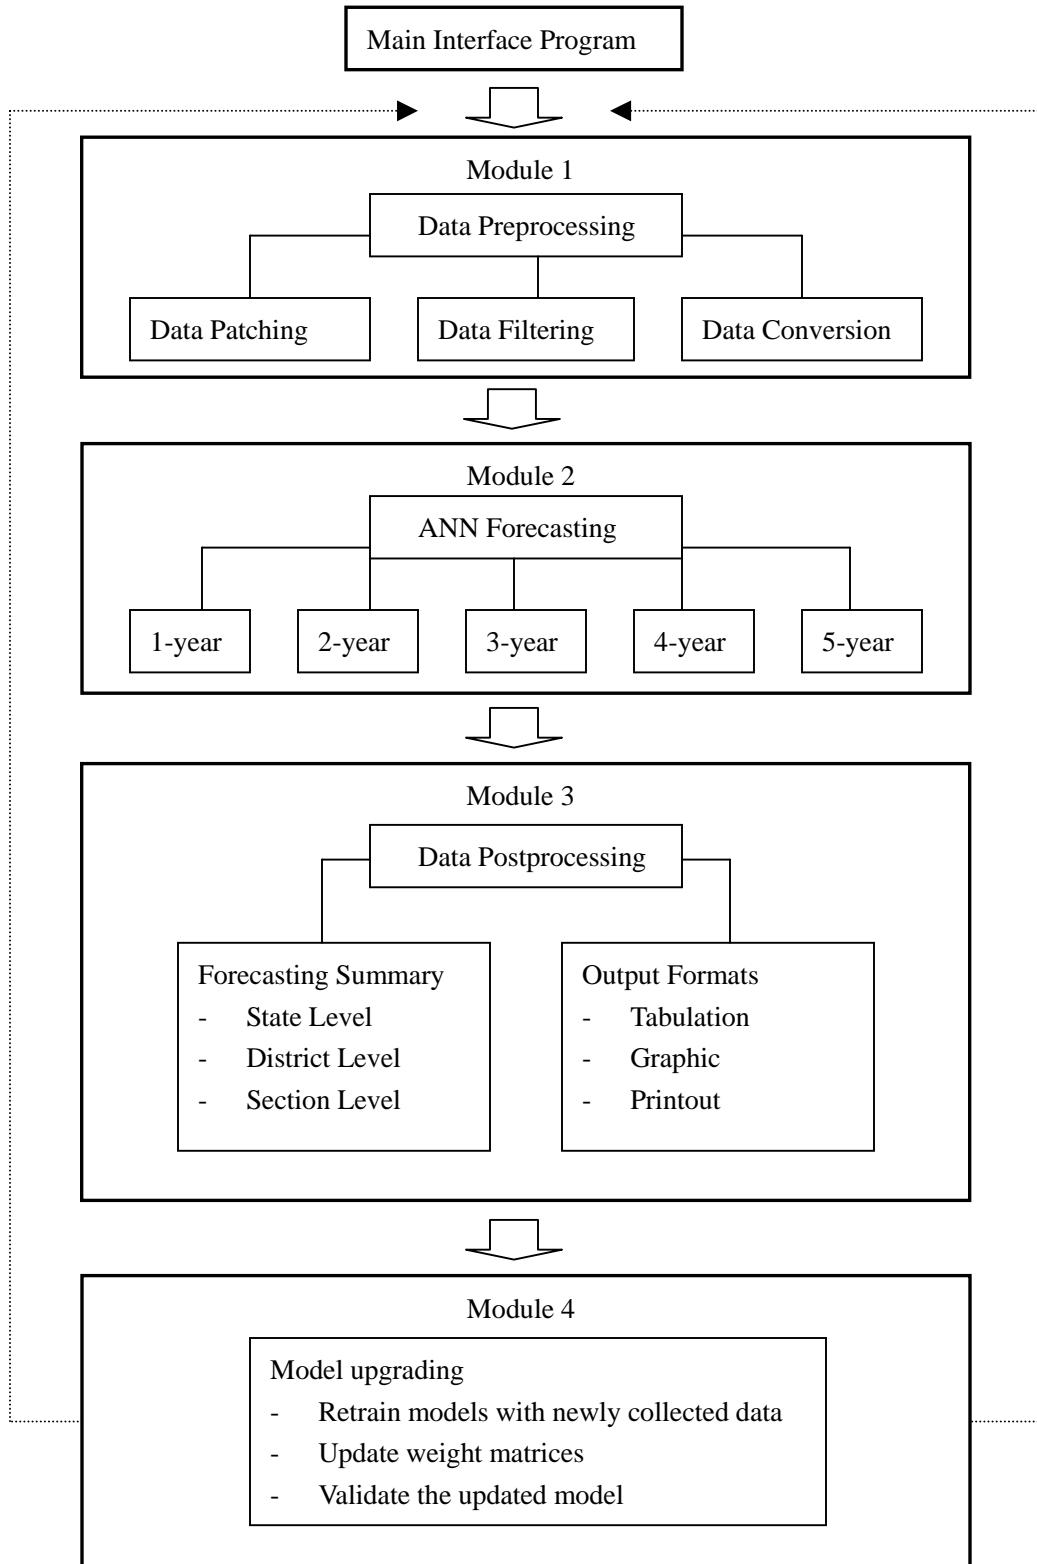 Main Interface Program
Module 1
Data Preprocessing
Data Patching
Data Filtering
Data Conversion
Module 2
ANN Forecasting
1-year
2-year
3-year
4-year
5-year
Module 3
Data Postprocessing
Forecasting Summary
- State Level
- District Level
- Section Level
Output Formats
- Tabulation
- Graphic
- Printout
Module 4
Model upgrading
- Retrain models with newly collected data
- Update weight matrices
- Validate the updated model